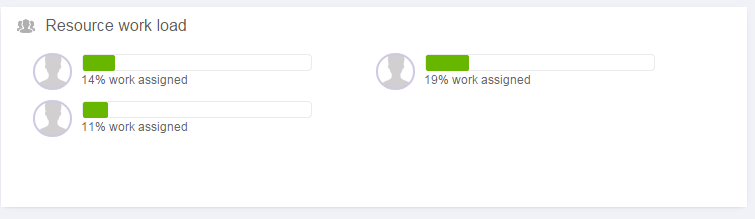 Resource work load
14% work assigned
19% work assigned
11% work assigned